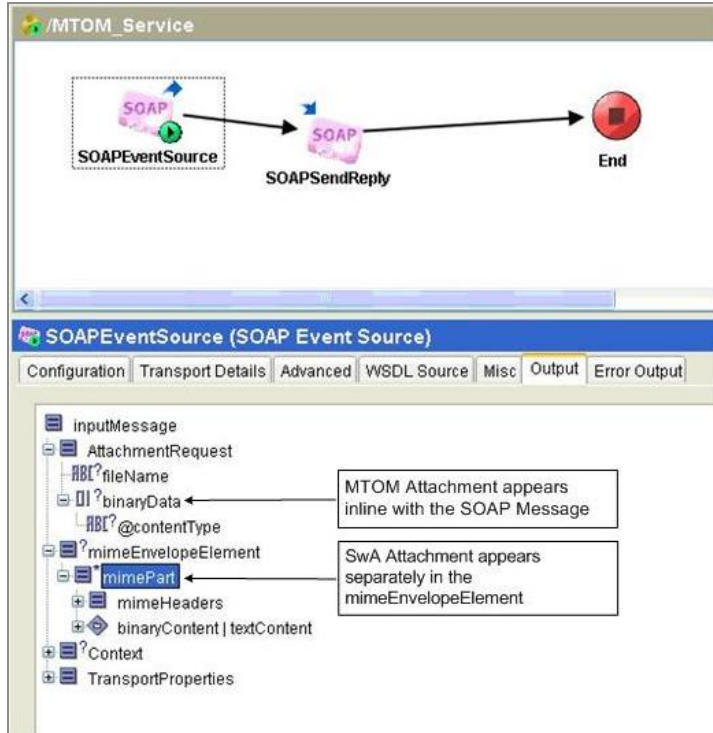 /MTOM_Service
SOAP
SOAPEventSource
SOAP
SOAPSendReply
End
SOAPEventSource (SOAP Event Source)
Configuration Transport Details Advanced WSDL Source Misc Output Error Output
inputMessage
AttachmentRequest
ABC?fileName
?binaryData
MTOM Attachment appears
inline with the SOAP Message
ABC?@contentType
?mimeEnvelopeElement
*mimePart
SwA Attachment appears
separately in the
mimeEnvelopeElement
mimeHeaders
binaryContent | textContent
?Context
TransportProperties